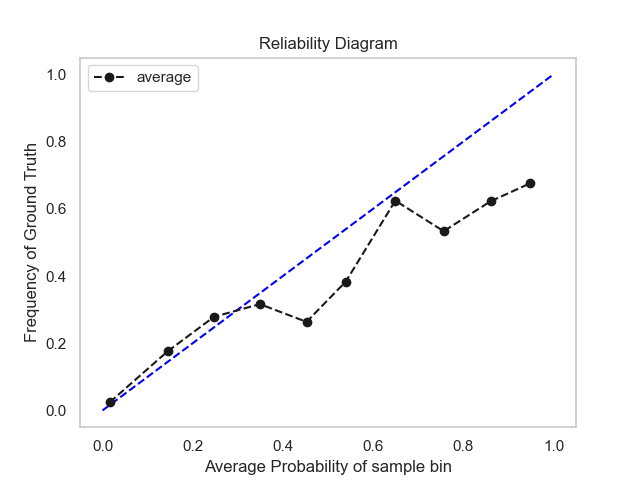 Reliability Diagram
average
Frequency of Ground Truth
1.0
0.8
0.6
0.4
0.2
0.0
0.0 0.2 0.4 0.6 0.8 1.0
Average Probability of sample bin